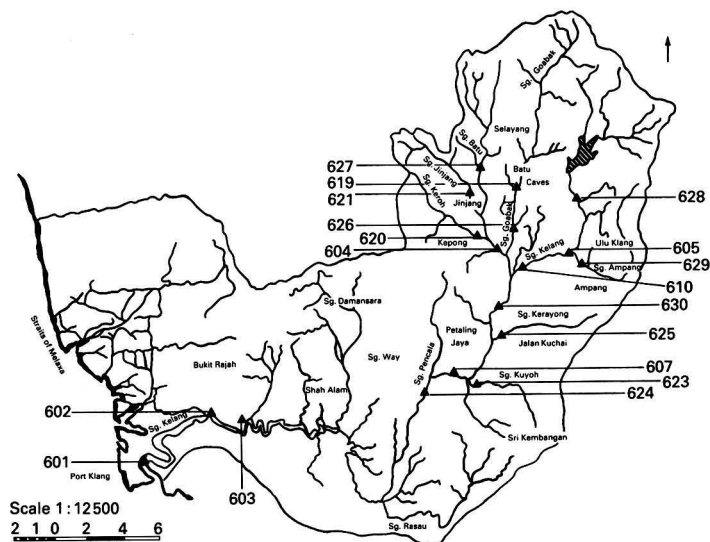 Sg. Goabak
Selayang
Sg. Batu
627
Batu
Caves
619
Sg. Jinjang
621
Jinjang
Sg. Keroh
628
626
Sg. Goabak
620
Kepong
604
Sg. Kelang
Ulu Klang
605
Sg. Ampang
629
Ampang
610
Sg. Damansara
630
Sg. Kerayong
Straits of Melaxa
Petaling
Jaya
Jalan Kuchai
625
Sg. Way
Bukit Rajah
Sg. Pencala
607
Shah Alam
Sg. Kuyoh
623
624
602
Sg. Kelang
Sri Kembangan
601
603
Port Klang
Scale 1 : 12500
2 1 0 2 4 6
Sg. Rasau